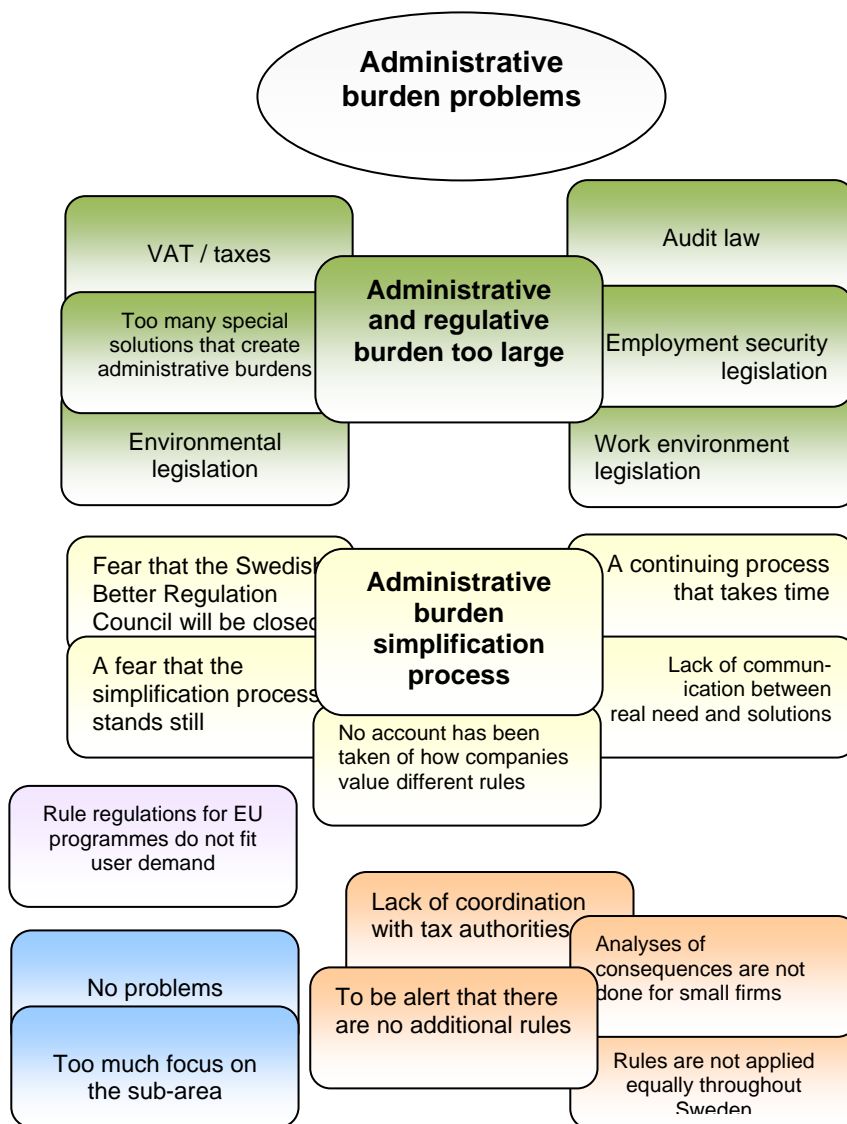 Administrative
burden problems
VAT / taxes
Too many special
solutions that create
administrative burdens
Environmental
legislation
Administrative
and regulative
burden too large
Audit law
Employment security
legislation
Work environment
legislation
Fear that the Swedish
Better Regulation
Council will be closed
A fear that the
simplification process
stands still
Administrative
burden
simplification
process
No account has been
taken of how companies
value different rules
A continuing process
that takes time
Lack of commun-
ication between
real need and solutions
Rule regulations for EU
programmes do not fit
user demand
No problems
Too much focus on
the sub-area
Lack of coordination
with tax authorities
To be alert that there
are no additional rules
Analyses of
consequences are not
done for small firms
Rules are not applied
equally throughout
Sweden